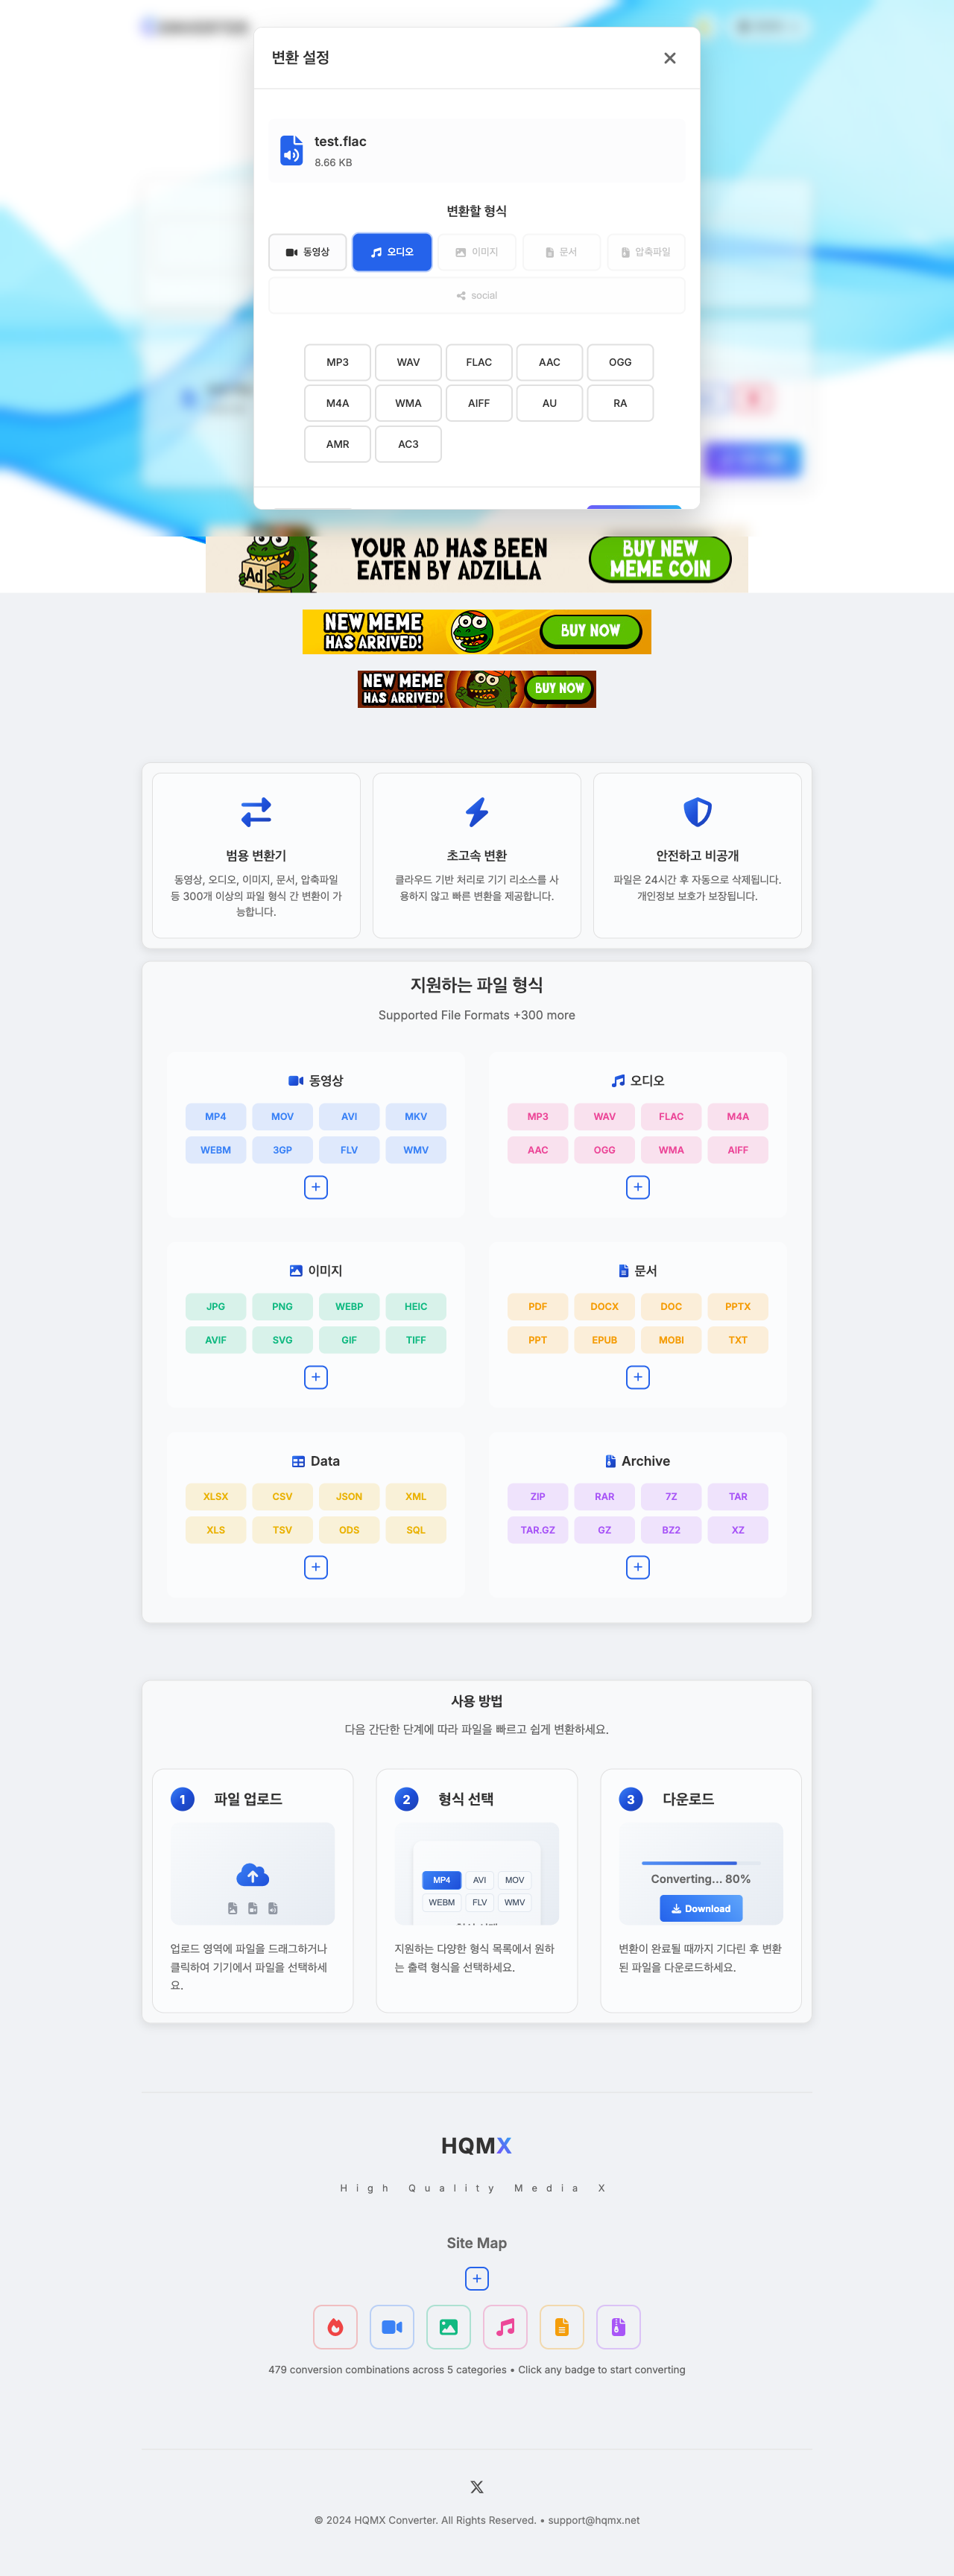 변환 설정
test.flac
8.66 KB
변환할 형식
동영상
오디오
이미지
문서
압축파일
social
MP3 WAV FLAC AAC OGG
M4A WMA AIFF AU RA
AMR AC3
Ad
YOUR AD HAS BEEN
EATEN BY ADZILLA
BUY NEW
MEME COIN
NEW MEME
HAS ARRIVED!
BUY NOW
NEW MEME
HAS ARRIVED!
BUY NOW
범용 변환기
동영상, 오디오, 이미지, 문서, 압축파일
등 300개 이상의 파일 형식 간 변환이 가
능합니다.
초고속 변환
클라우드 기반 처리로 기기 리소스를 사
용하지 않고 빠른 변환을 제공합니다.
안전하고 비공개
파일은 24시간 후 자동으로 삭제됩니다.
개인정보 보호가 보장됩니다.
지원하는 파일 형식
Supported File Formats +300 more
동영상
MP4 MOV AVI MKV
WEBM 3GP FLV WMV
오디오
MP3 WAV FLAC M4A
AAC OGG WMA AIFF
이미지
JPG PNG WEBP HEIC
AVIF SVG GIF TIFF
문서
PDF DOCX DOC PPTX
PPT EPUB MOBI TXT
Data
XLSX CSV JSON XML
XLS TSV ODS SQL
Archive
ZIP RAR 7Z TAR
TAR.GZ GZ BZ2 XZ
사용 방법
다음 간단한 단계에 따라 파일을 빠르고 쉽게 변환하세요.
1 파일 업로드
업로드 영역에 파일을 드래그하거나
클릭하여 기기에서 파일을 선택하세
요.
2 형식 선택
MP4 AVI MOV
WEBM FLV WMV
지원하는 다양한 형식 목록에서 원하
는 출력 형식을 선택하세요.
3 다운로드
Converting... 80%
Download
변환이 완료될 때까지 기다린 후 변환
된 파일을 다운로드하세요.
HQMX
High Quality Media X
Site Map
479 conversion combinations across 5 categories • Click any badge to start converting
© 2024 HQMX Converter. All Rights Reserved. • support@hqmx.net